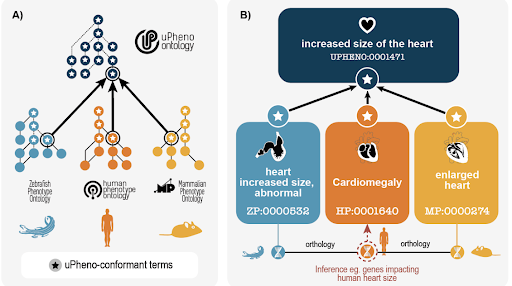 A)
uPheno
ontology
Zebrafish
Phenotype
Ontology
human
phenotype
ontology
.MP
Mammalian
Phenotype
Ontology
uPheno-conformant terms
B)
increased size of the heart
UPHENO:0001471
heart
increased size,
abnormal
ZP:0000532
Cardiomegaly
HP:0001640
enlarged
heart
MP:0000274
orthology
orthology
Inference eg. genes impacting
human heart size